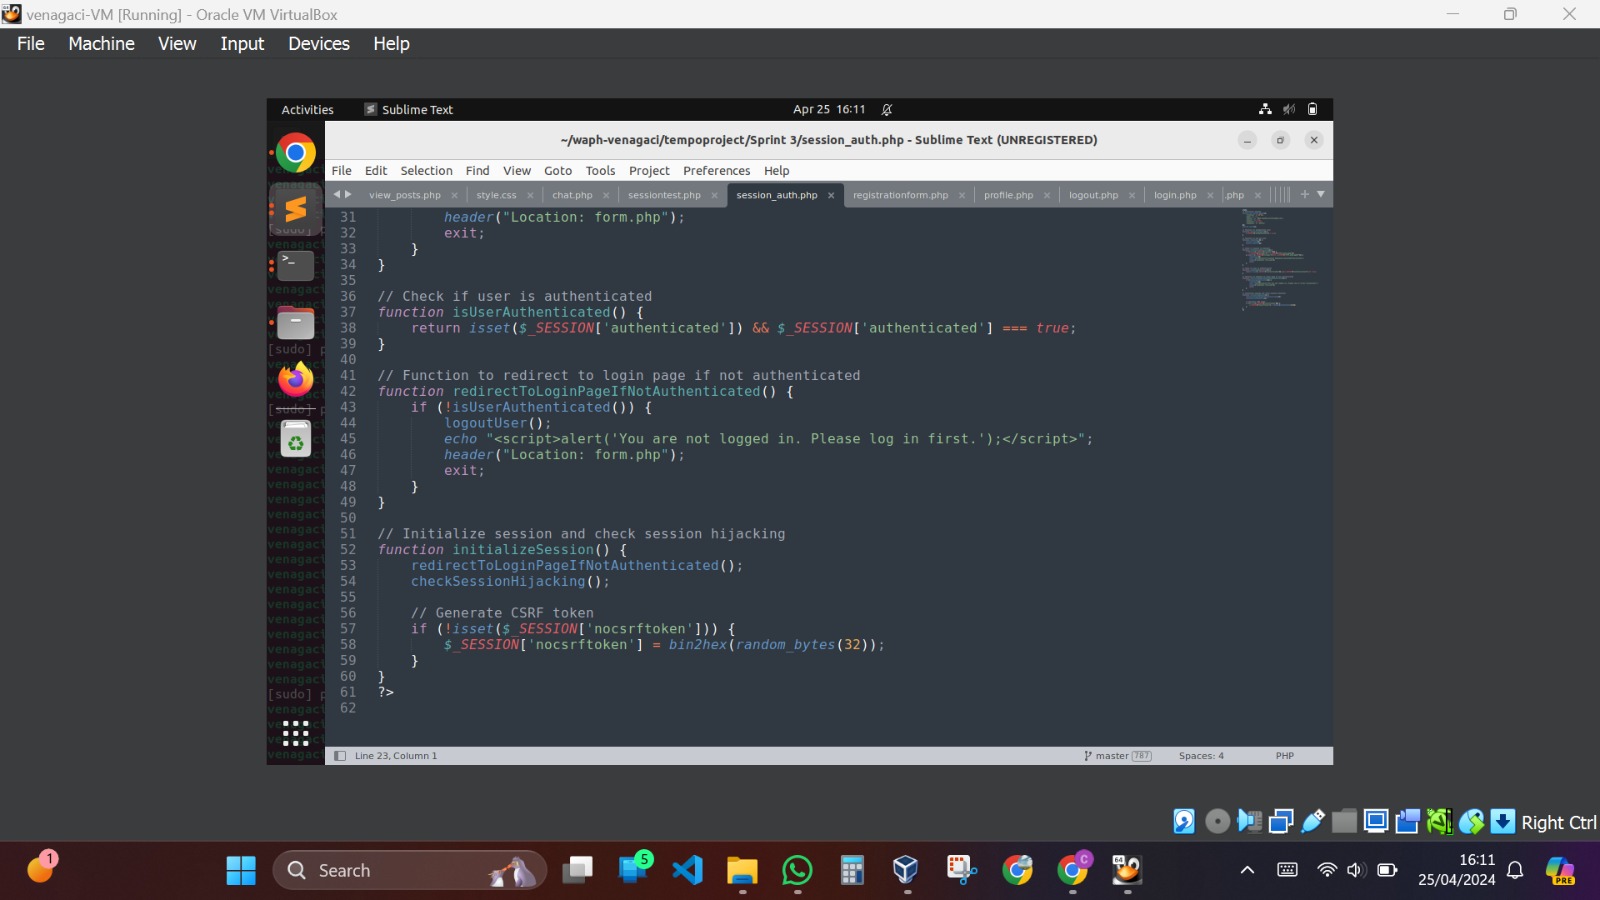 venagaci-VM [Running] - Oracle VM VirtualBox
File Machine View Input Devices Help
Activities Sublime Text Apr 25 16:11
~/waph-venagaci/tempoproject/Sprint 3/session_auth.php - Sublime Text (UNREGISTERED)
File Edit Selection Find View Goto Tools Project Preferences Help
view_posts.php style.css chat.php sessiontest.php session_auth.php registrationform.php profile.php logout.php login.php .php
31 header("Location: form.php");
32 exit;
33 }
34 }
35
36 // Check if user is authenticated
37 function isUserAuthenticated() {
38 return isset($_SESSION['authenticated']) && $_SESSION['authenticated'] === true;
39 }
40
41 // Function to redirect to login page if not authenticated
42 function redirectToLoginPageIfNotAuthenticated() {
43 if (!isUserAuthenticated()) {
44 logoutUser();
45 echo "<script>alert('You are not logged in. Please log in first.');</script>";
46 header("Location: form.php");
47 exit;
48 }
49 }
50
51 // Initialize session and check session hijacking
52 function initializeSession() {
53 redirectToLoginPageIfNotAuthenticated();
54 checkSessionHijacking();
55
56 // Generate CSRF token
57 if (!isset($_SESSION['nocsrftoken'])) {
58 $_SESSION['nocsrftoken'] = bin2hex(random_bytes(32));
59 }
60 }
61 ?>
62
Line 23, Column 1 master 787 Spaces: 4 PHP
Right Ctrl
1 Search 5 C 64 16:11 PRE
25/04/2024